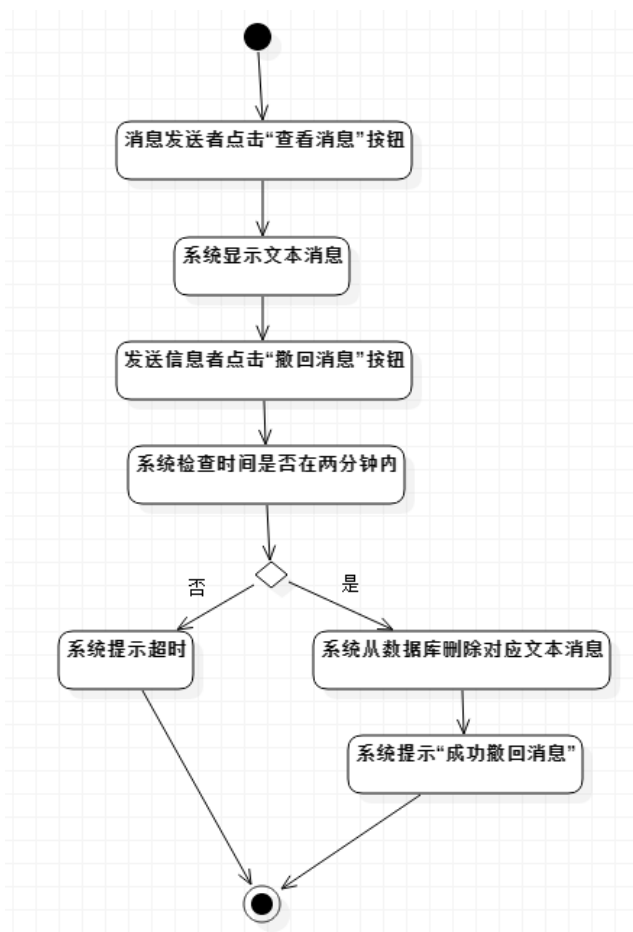 消息发送者点击“查看消息”按钮
系统显示文本消息
发送信息者点击“撤回消息”按钮
系统检查时间是否在两分钟内
否
是
系统提示超时
系统从数据库删除对应文本消息
系统提示“成功撤回消息”